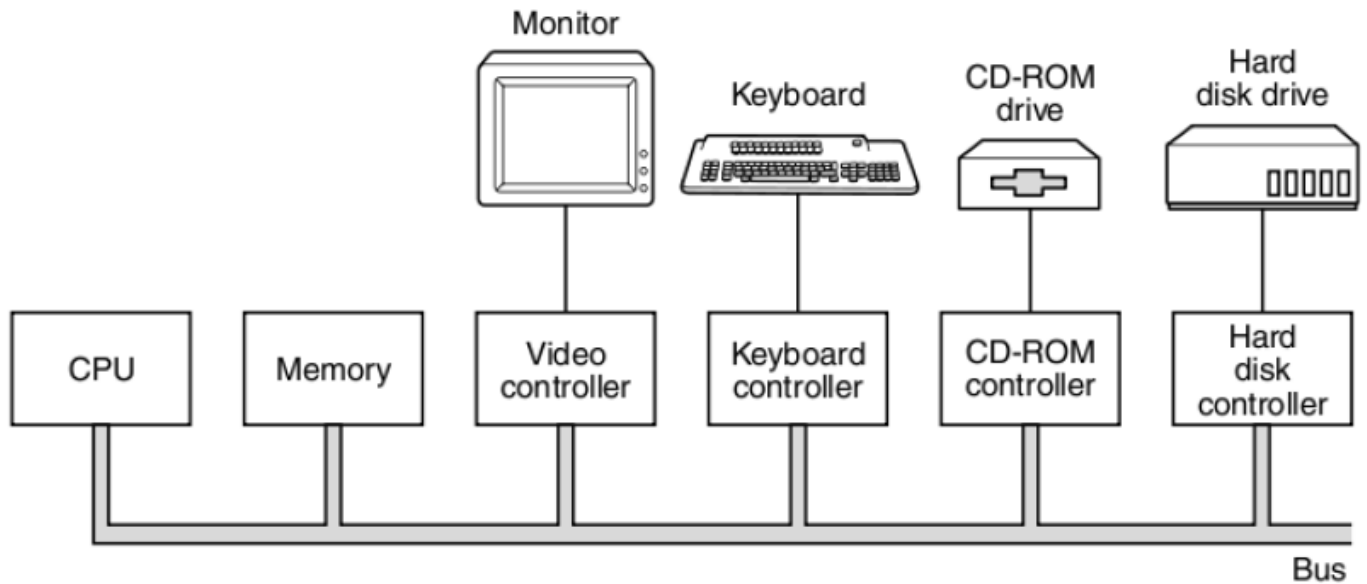 Monitor
Keyboard
CD-ROM
drive
Hard
disk drive
CPU
Memory
Video
controller
Keyboard
controller
CD-ROM
controller
Hard
disk
controller
Bus